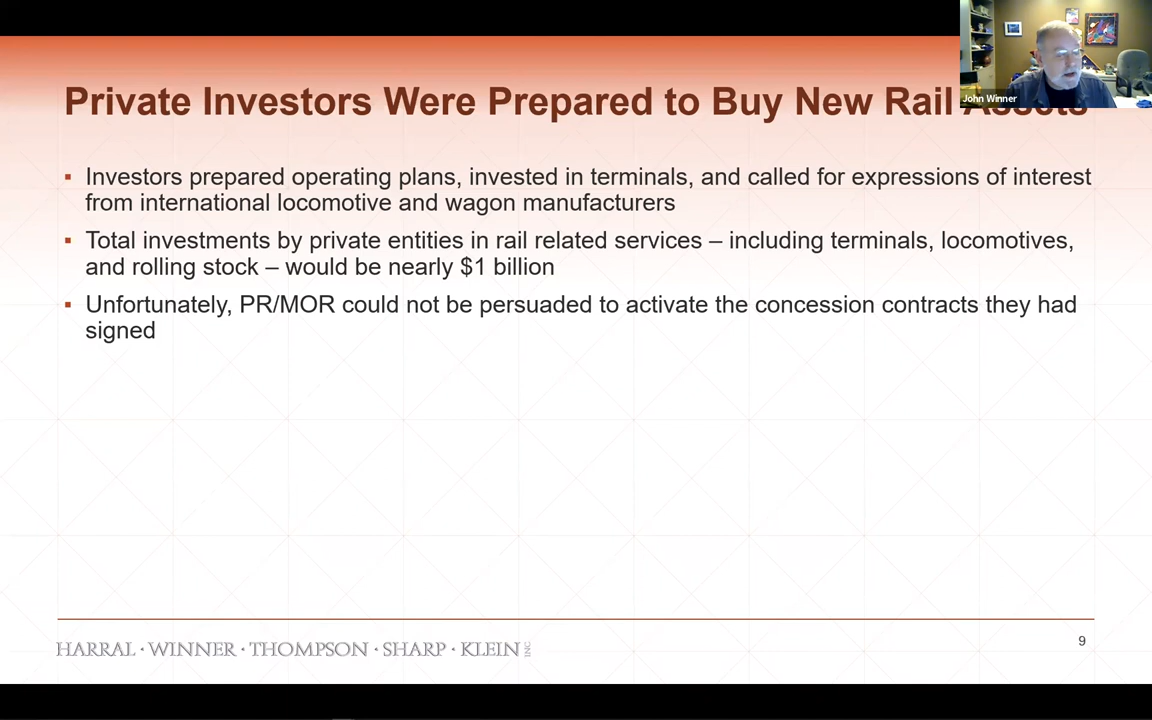 Private Investors Were Prepared to Buy New Rail
John Winner
▪ Investors prepared operating plans, invested in terminals, and called for expressions of interest
from international locomotive and wagon manufacturers
▪ Total investments by private entities in rail related services – including terminals, locomotives,
and rolling stock – would be nearly $1 billion
▪ Unfortunately, PR/MOR could not be persuaded to activate the concession contracts they had
signed
HARRAL · WINNER · THOMPSON · SHARP · KLEIN INC
9